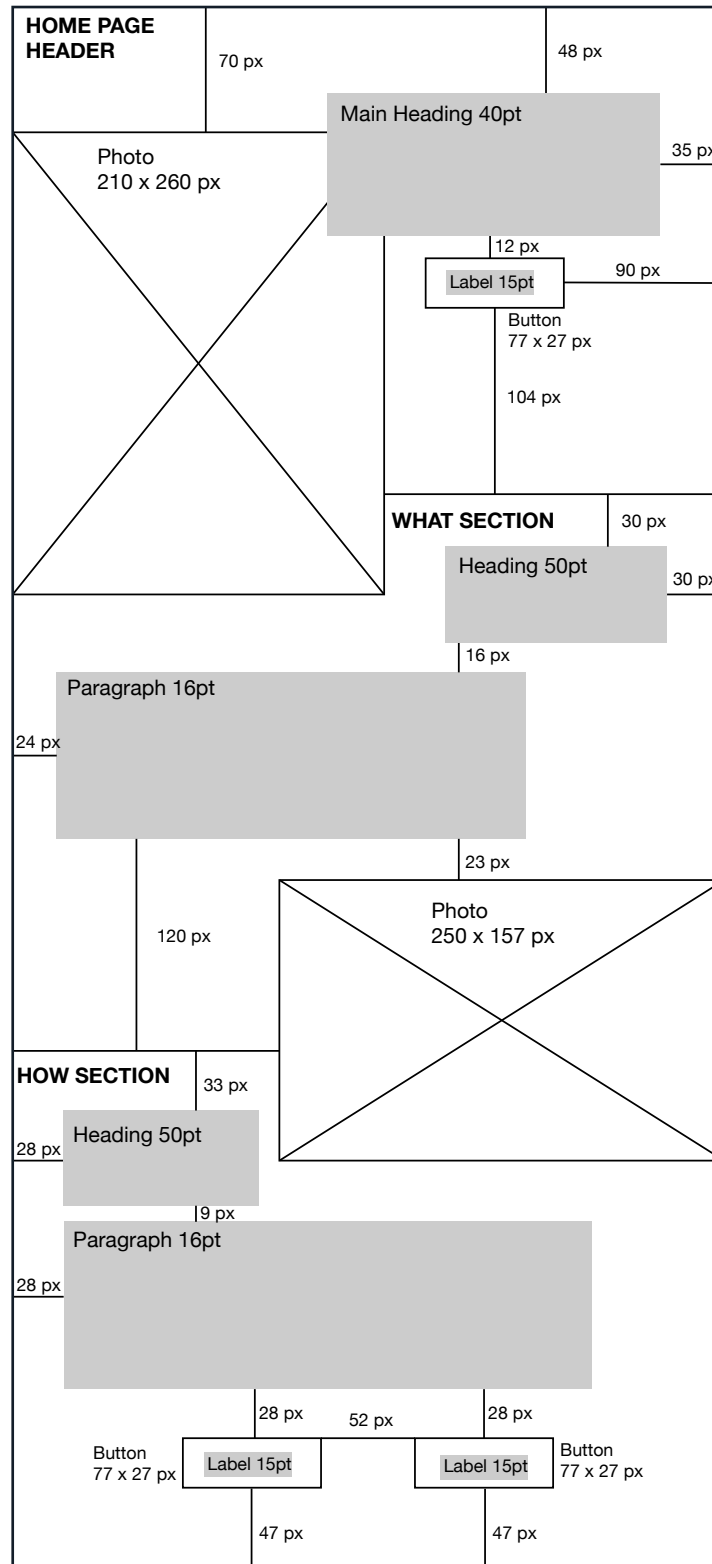 HOME PAGE
HEADER
70 px
48 px
Main Heading 40pt
35 px
Photo
210 x 260 px
12 px
90 px
Label 15pt
Button
77 x 27 px
104 px
WHAT SECTION
30 px
Heading 50pt
30 px
16 px
Paragraph 16pt
24 px
23 px
Photo
250 x 157 px
120 px
HOW SECTION
33 px
Heading 50pt
28 px
9 px
Paragraph 16pt
28 px
28 px
52 px
28 px
Button
77 x 27 px
Label 15pt
Label 15pt
Button
77 x 27 px
47 px
47 px